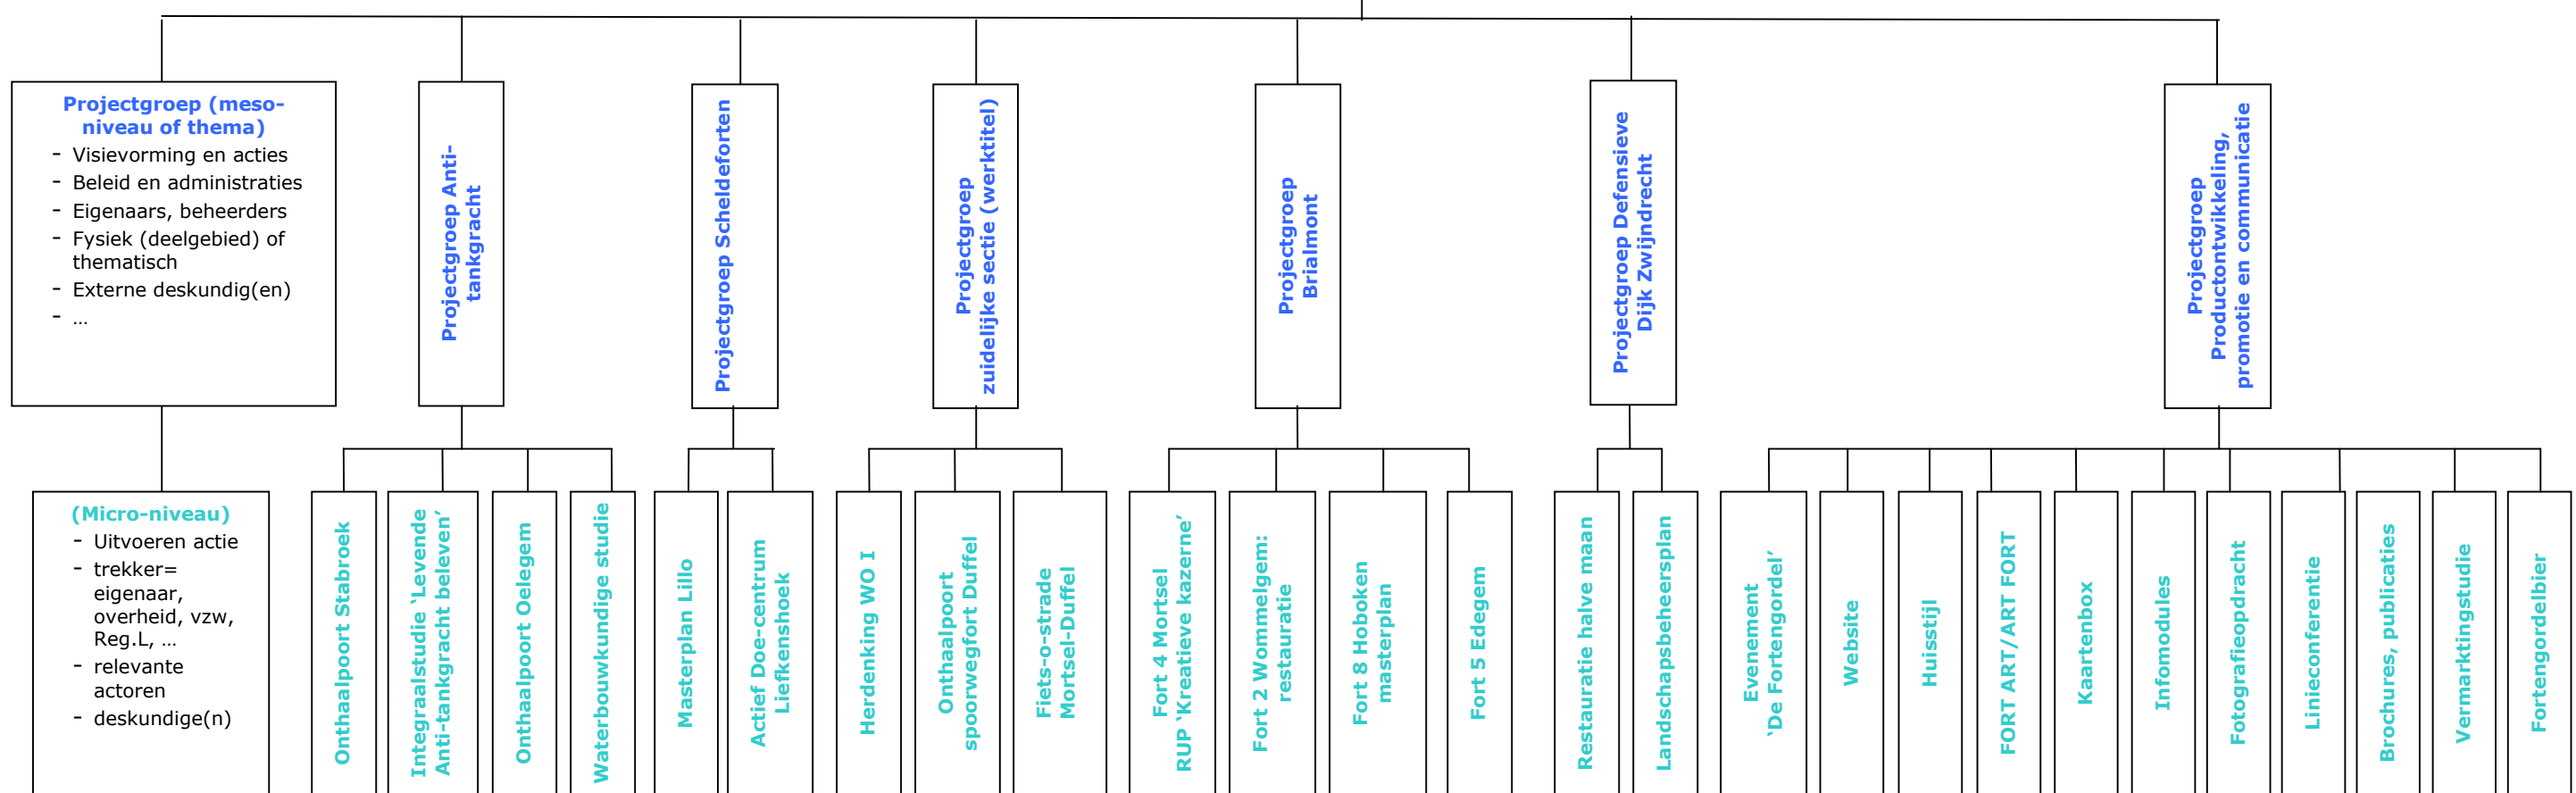 Projectgroep (meso-
niveau of thema)
- Visievorming en acties
- Beleid en administraties
- Eigenaars, beheerders
- Fysiek (deelgebied) of
thematisch
- Externe deskundig(en)
- …
Projectgroep Anti-
tankgracht
Projectgroep Scheldeforten
Projectgroep
zuidelijke sectie (werktitel)
Projectgroep
Brialmont
Projectgroep Defensieve
Dijk Zwijndrecht
Projectgroep
Productontwikkeling,
promotie en communicatie
(Micro-niveau)
- Uitvoeren actie
- trekker=
eigenaar,
overheid, vzw,
Reg.L, …
- relevante
actoren
- deskundige(n)
Onthaalpoort Stabroek
Integraalstudie ‘Levende
Anti-tankgracht beleven’
Onthaalpoort Oelegem
Waterbouwkundige studie
Masterplan Lillo
Actief Doe-centrum
Liefkenshoek
Herdenking WO I
Onthaalpoort
spoorwegfort Duffel
Fiets-o-strade
Mortsel-Duffel
Fort 4 Mortsel
RUP ‘Kreatieve kazerne’
Fort 2 Wommelgem:
restauratie
Fort 8 Hoboken
masterplan
Fort 5 Edegem
Restauratie halve maan
Landschapsbeheersplan
Evenement
‘De Fortengordel’
Website
Huisstijl
FORT ART/ART FORT
Kaartenbox
Infomodules
Fotografieopdracht
Linieconferentie
Brochures, publicaties
Vermarktingstudie
Fortengordelbier